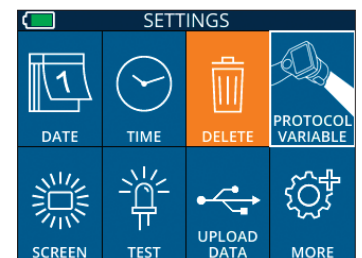 SETTINGS
1
DATE
TIME
DELETE
PROTOCOL
VARIABLE
SCREEN
TEST
UPLOAD
DATA
MORE